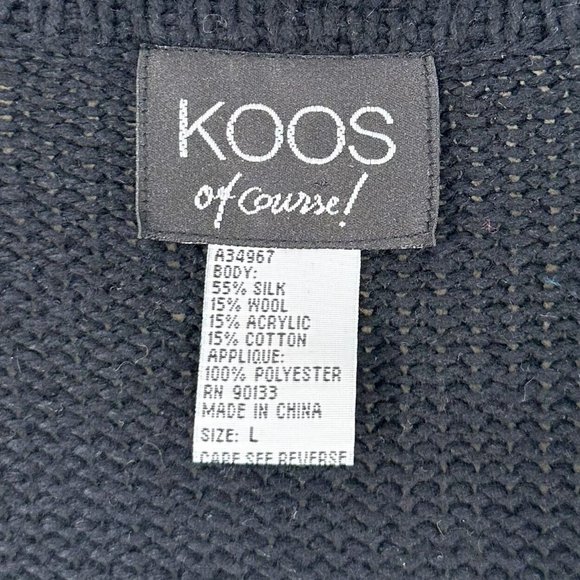 KOOS
of course!
A34967
BODY:
55% SILK
15% WOOL
15% ACRYLIC
15% COTTON
APPLIQUE:
100% POLYESTER
RN 90133
MADE IN CHINA
SIZE: L
CARE SEE REVERSE